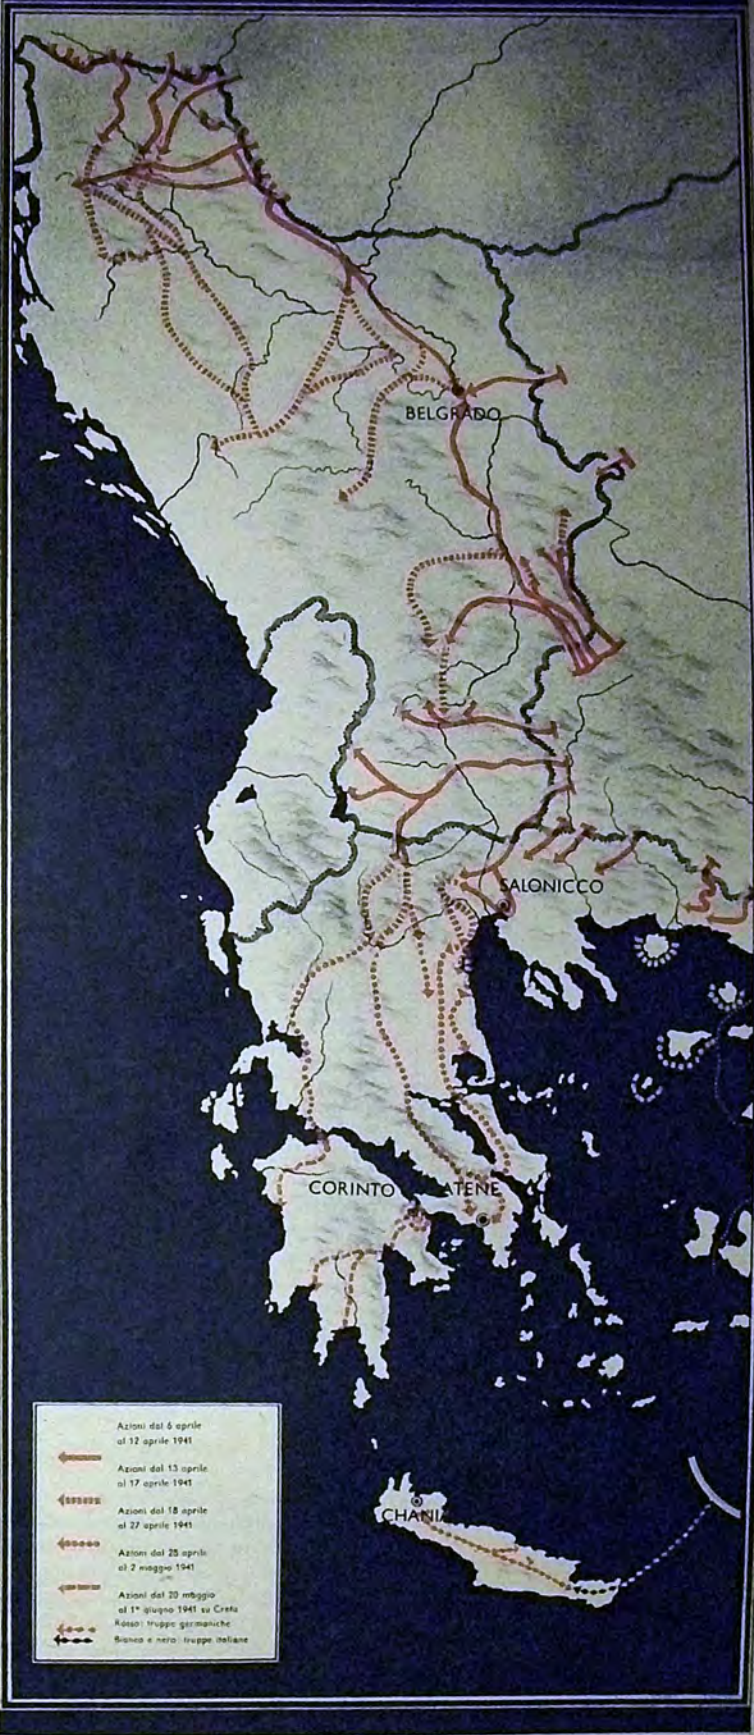 BELGRADO
SALONICCO
CORINTO
ATENE
CHANIA
Azioni dal 6 aprile
al 12 aprile 1941
Azioni dal 13 aprile
al 17 aprile 1941
Azioni dal 18 aprile
al 27 aprile 1941
Azioni dal 28 aprile
al 2 maggio 1941
Azioni dal 20 maggio
al 1° giugno 1941 su Creta
Rosso: truppe germaniche
Bianco e nero: truppe italiane